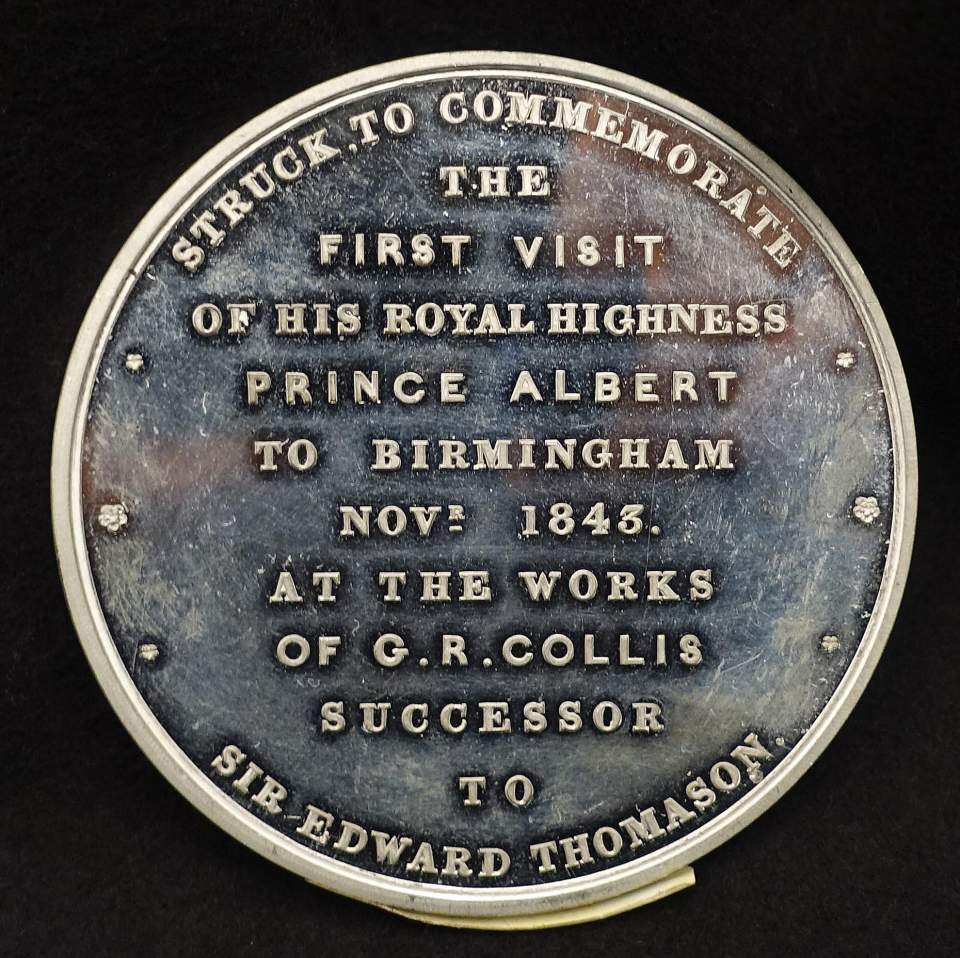 STRUCK TO COMMEMORATE
THE
FIRST VISIT
OF HIS ROYAL HIGHNESS
PRINCE ALBERT
TO BIRMINGHAM
NOVᴿ 1843.
AT THE WORKS
OF G.R.COLLIS
SUCCESSOR
TO
SIR EDWARD THOMASON